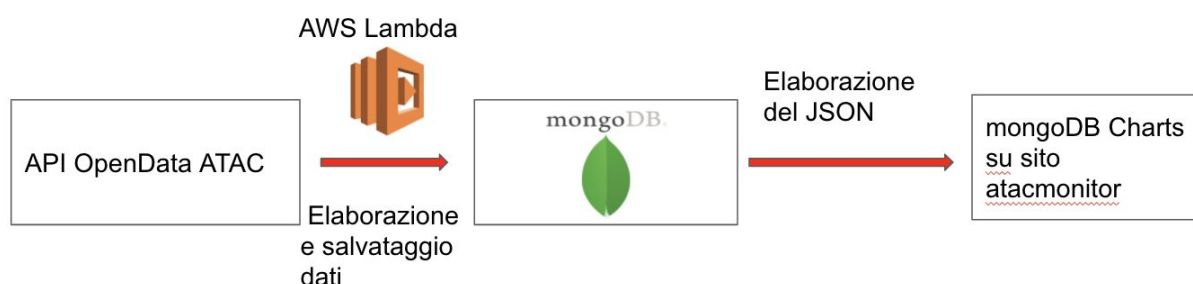 API OpenData ATAC
AWS Lambda
Elaborazione
e salvataggio
dati
mongoDB.
Elaborazione
del JSON
mongoDB Charts
su sito
atacmonitor